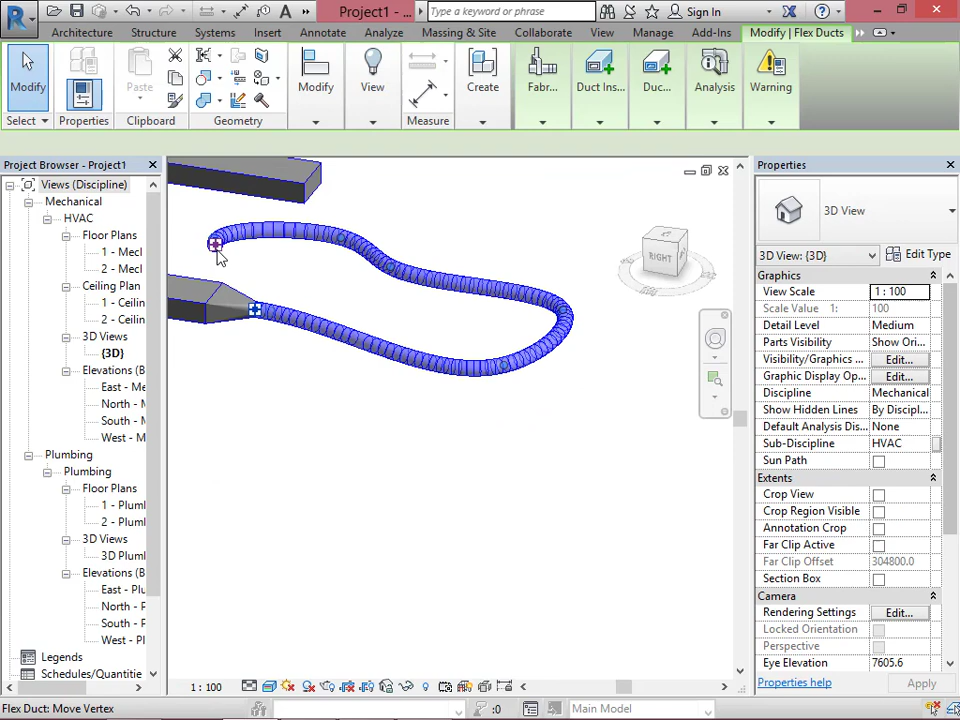 Project1 - ...
Type a keyword or phrase
Sign In
Architecture Structure Systems Insert Annotate Analyze Massing & Site Collaborate View Manage Add-Ins Modify | Flex Ducts
Modify Paste Modify View Create Fabr... Duct Ins... Duc... Analysis Warning
Select Properties Clipboard Geometry Measure
Project Browser - Project1
Views (Discipline)
Mechanical
HVAC
Floor Plans
1 - Mecl
2 - Mecl
Ceiling Plan
1 - Ceilin
2 - Ceilin
3D Views
{3D}
Elevations (B
East - Me
North - M
South - M
West - M
Plumbing
Plumbing
Floor Plans
1 - Plumb
2 - Plumb
3D Views
3D Plumb
Elevations (B
East - Plu
North - P
South - P
West - Pl
Legends
Schedules/Quantitie
RIGHT
Properties
3D View
3D View: {3D} Edit Type
Graphics
View Scale 1 : 100
Scale Value 1: 100
Detail Level Medium
Parts Visibility Show Ori...
Visibility/Graphics ... Edit...
Graphic Display Op... Edit...
Discipline Mechanical
Show Hidden Lines By Discipl...
Default Analysis Dis... None
Sub-Discipline HVAC
Sun Path
Extents
Crop View
Crop Region Visible
Annotation Crop
Far Clip Active
Far Clip Offset 304800.0
Section Box
Camera
Rendering Settings Edit...
Locked Orientation
Perspective
Eye Elevation 7605.6
Properties help Apply
1 : 100
Flex Duct: Move Vertex :0 Main Model